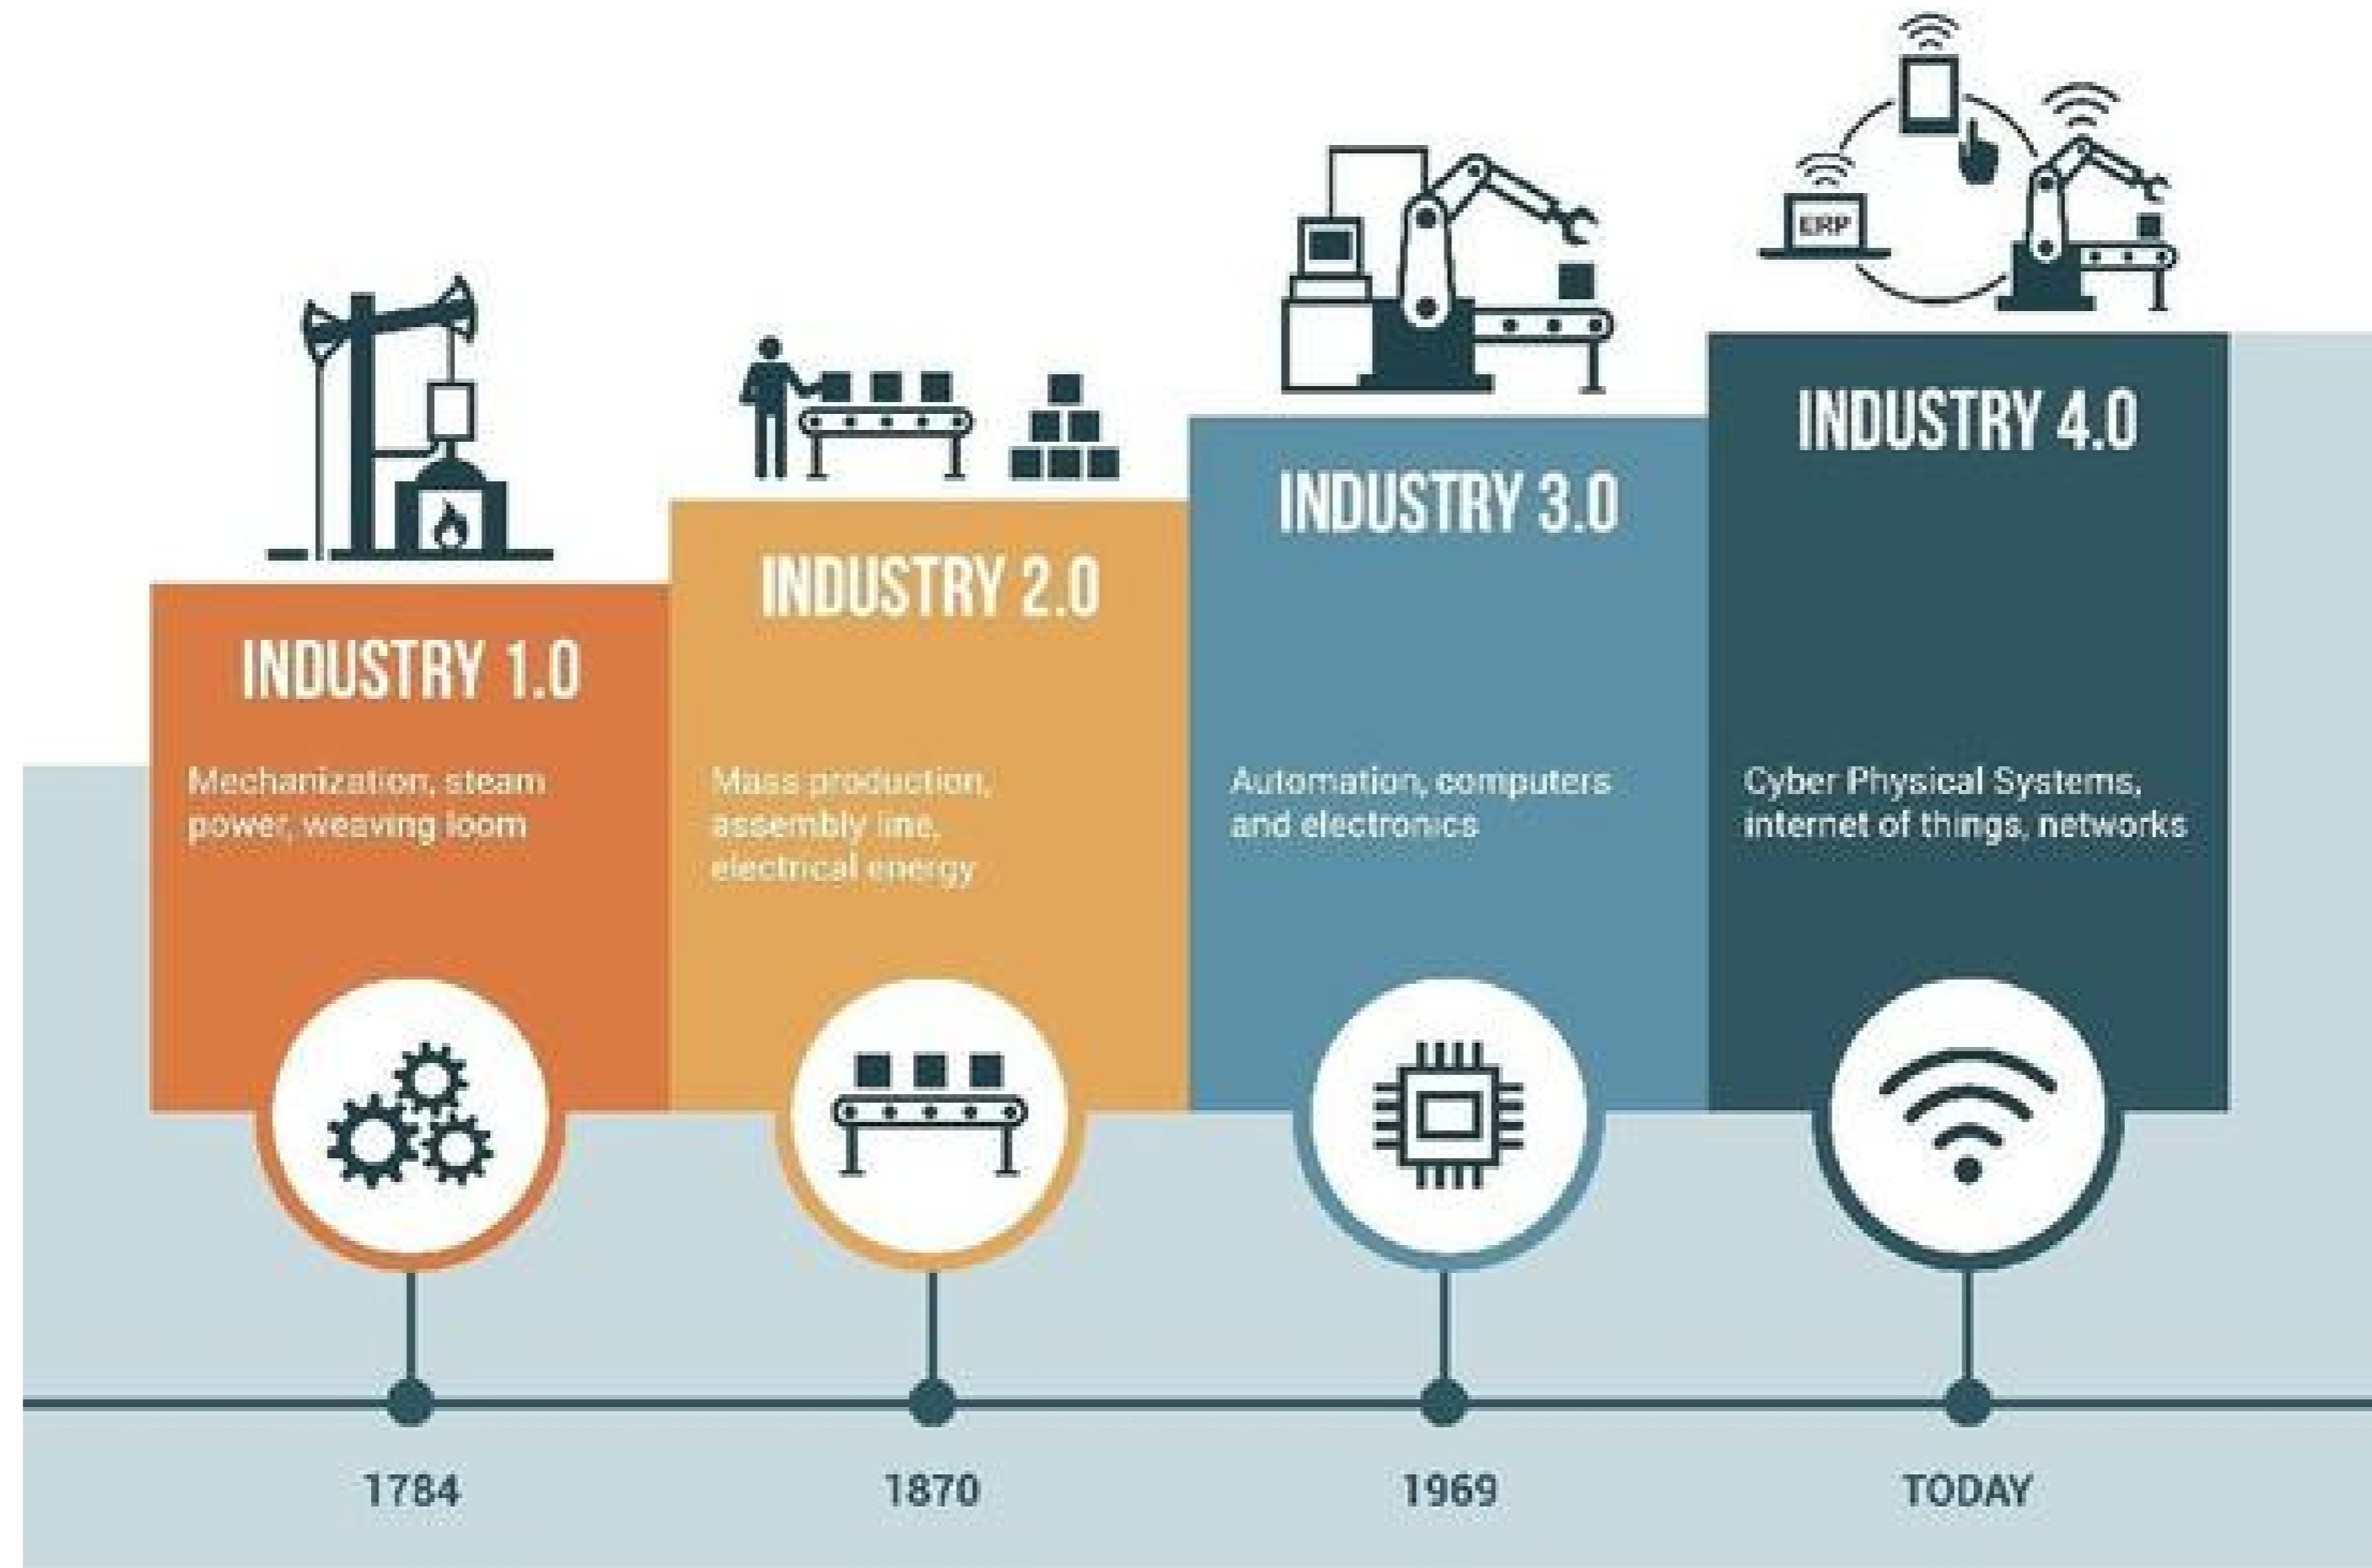 ERP
INDUSTRY 1.0
Mechanization, steam
power, weaving loom
1784
INDUSTRY 2.0
Mass production,
assembly line,
electrical energy
1870
INDUSTRY 3.0
Automation, computers
and electronics
1969
INDUSTRY 4.0
Cyber Physical Systems,
internet of things, networks
TODAY